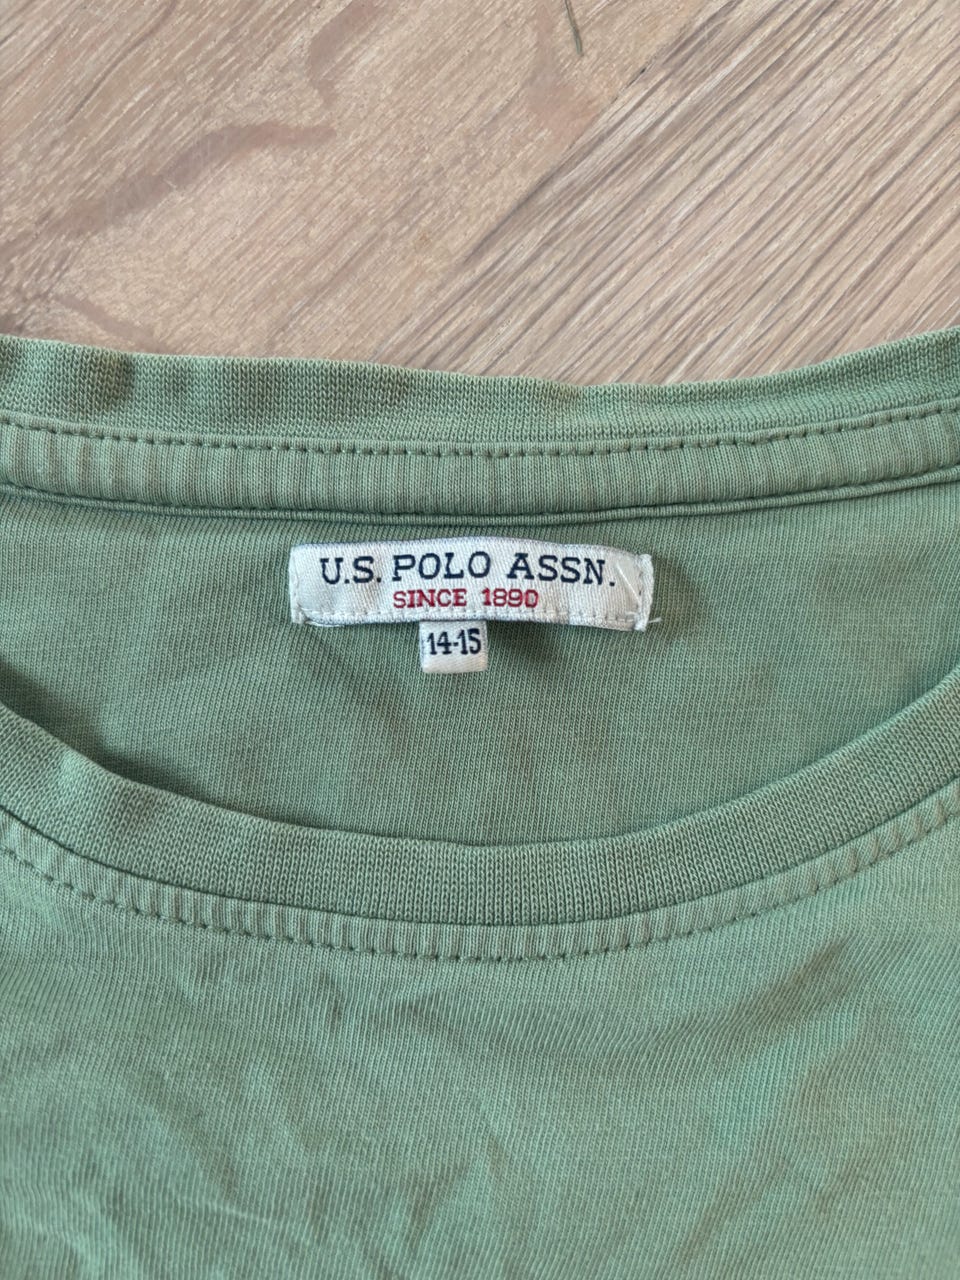 U.S. POLO ASSN.
SINCE 1890
14-15